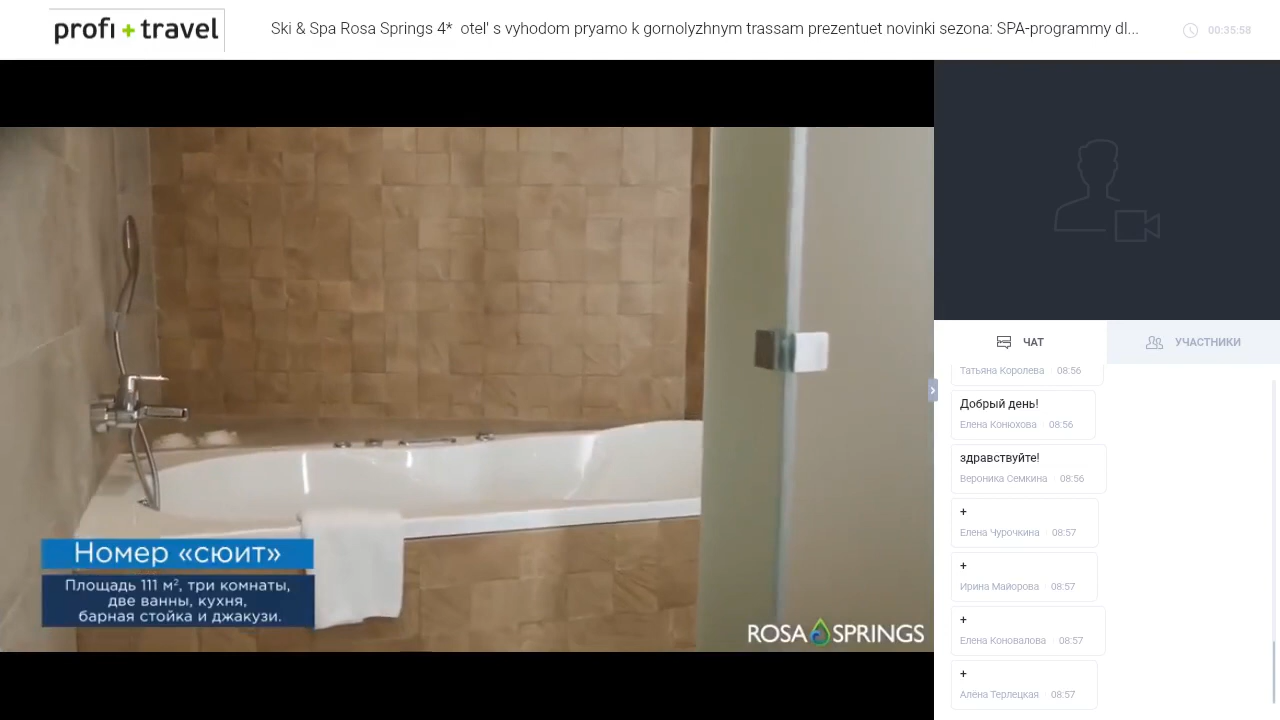 profi + travel
Ski & Spa Rosa Springs 4* otel' s vyhodom pryamo k gornolyzhnym trassam prezentuet novinki sezona: SPA-programmy dl...
00:35:58
Номер «сюит»
Площадь 111 м², три комнаты,
две ванны, кухня,
барная стойка и джакузи.
ROSA SPRINGS
ЧАТ
УЧАСТНИКИ
Татьяна Королева · 08:56
Добрый день!
Елена Конюхова · 08:56
здравствуйте!
Вероника Семкина · 08:56
+
Елена Чурочкина · 08:57
+
Ирина Майорова · 08:57
+
Елена Коновалова · 08:57
+
Алена Терлецкая · 08:57